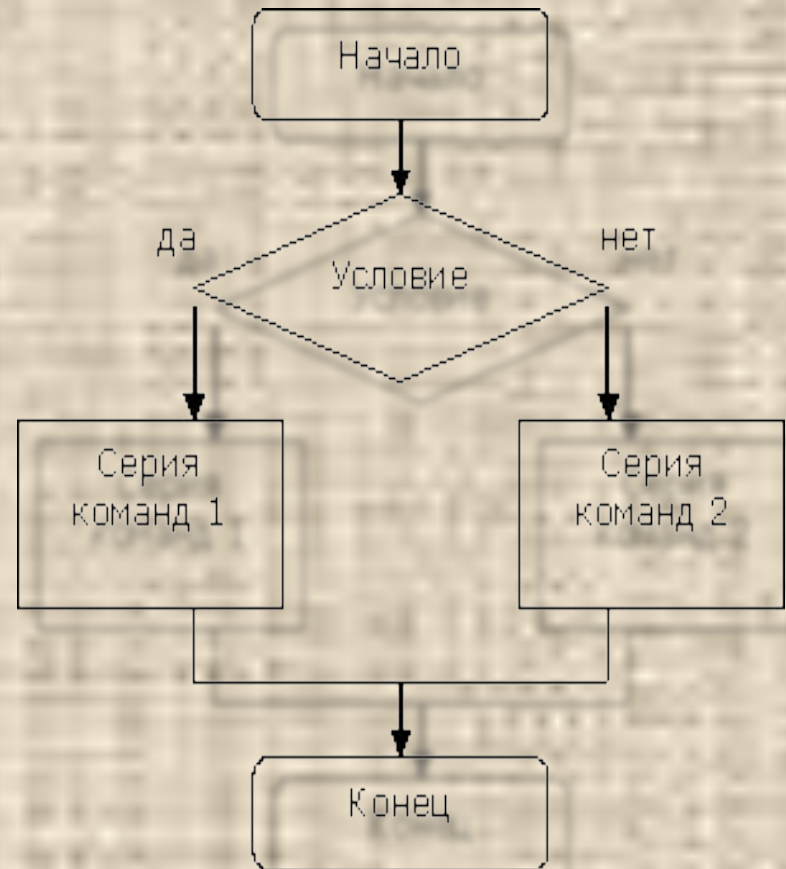 Начало
да
нет
Условие
Серия
команд 1
Серия
команд 2
Конец